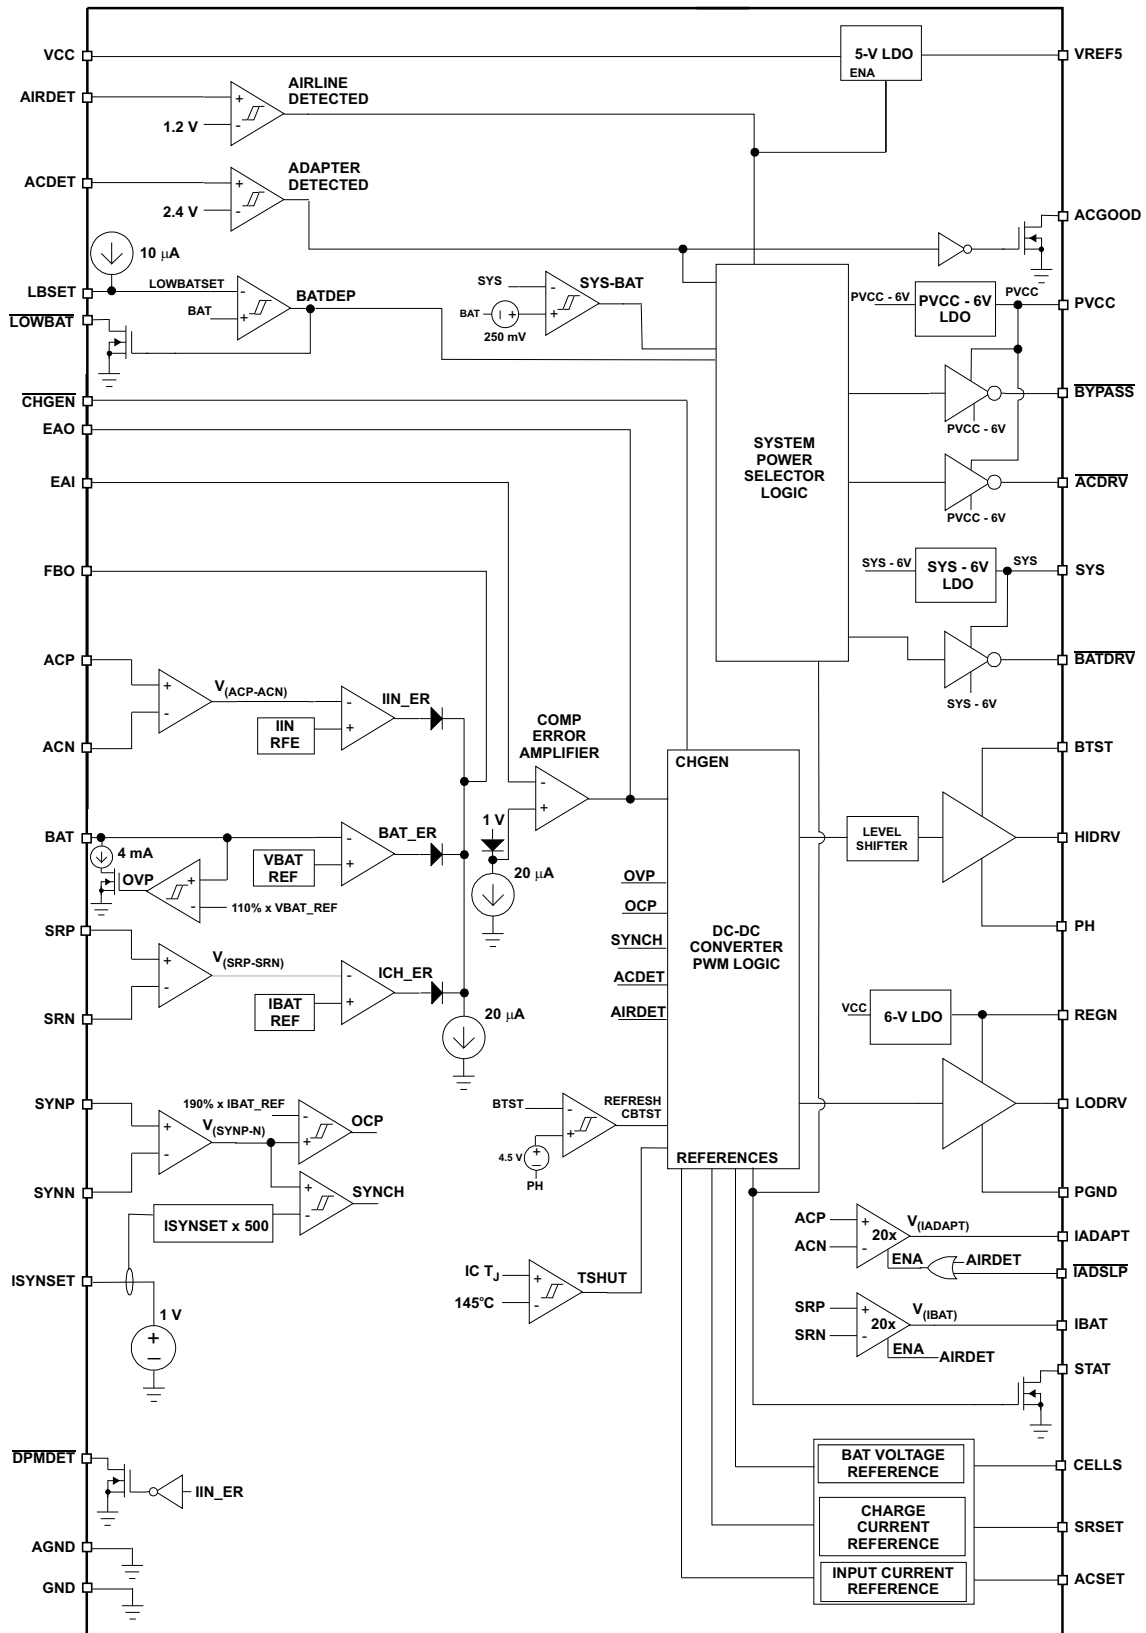 VCC
5-V LDO
ENA
VREF5
AIRDET
+
-
1.2 V
AIRLINE
DETECTED
ACDET
+
-
2.4 V
ADAPTER
DETECTED
ACGOOD
10 μA
LBSET
LOWBATSET
-
BAT
+
BATDEP
LOWBAT
SYS
-
SYS-BAT
BAT
+
+
250 mV
PVCC - 6V
PVCC - 6V
LDO
PVCC
PVCC
CHGEN
EAO
EAI
SYSTEM
POWER
SELECTOR
LOGIC
BYPASS
PVCC - 6V
ACDRV
PVCC - 6V
FBO
SYS - 6V
SYS - 6V
LDO
SYS
SYS
BATDRV
SYS - 6V
ACP
+
-
V(ACP-ACN)
-
+
IIN_ER
IIN
RFE
ACN
COMP
ERROR
AMPLIFIER
-
+
CHGEN
BTST
1 V
20 μA
BAT
4 mA
-
+
BAT_ER
VBAT
REF
OVP
+
-
110% x VBAT_REF
LEVEL
SHIFTER
HIDRV
OVP
OCP
SYNCH
ACDET
AIRDET
DC-DC
CONVERTER
PWM LOGIC
PH
SRP
+
-
V(SRP-SRN)
-
+
ICH_ER
IBAT
REF
SRN
20 μA
VCC
6-V LDO
REGN
SYNP
+
-
V(SYNP-N)
190% x IBAT_REF
-
+
OCP
SYNN
+
-
SYNCH
ISYNSET x 500
BTST
-
+
REFRESH
CBTST
4.5 V
+
−
PH
REFERENCES
LODRV
PGND
ISYNSET
1 V
+
−
IC TJ
+
-
145°C
TSHUT
ACP
+
ACN
-
20x
V(IADAPT)
IADAPT
ENA
AIRDET
IADSLP
SRP
+
SRN
-
20x
V(IBAT)
IBAT
ENA
AIRDET
STAT
DPMDET
IIN_ER
BAT VOLTAGE
REFERENCE
CELLS
CHARGE
CURRENT
REFERENCE
SRSET
INPUT CURRENT
REFERENCE
ACSET
AGND
GND